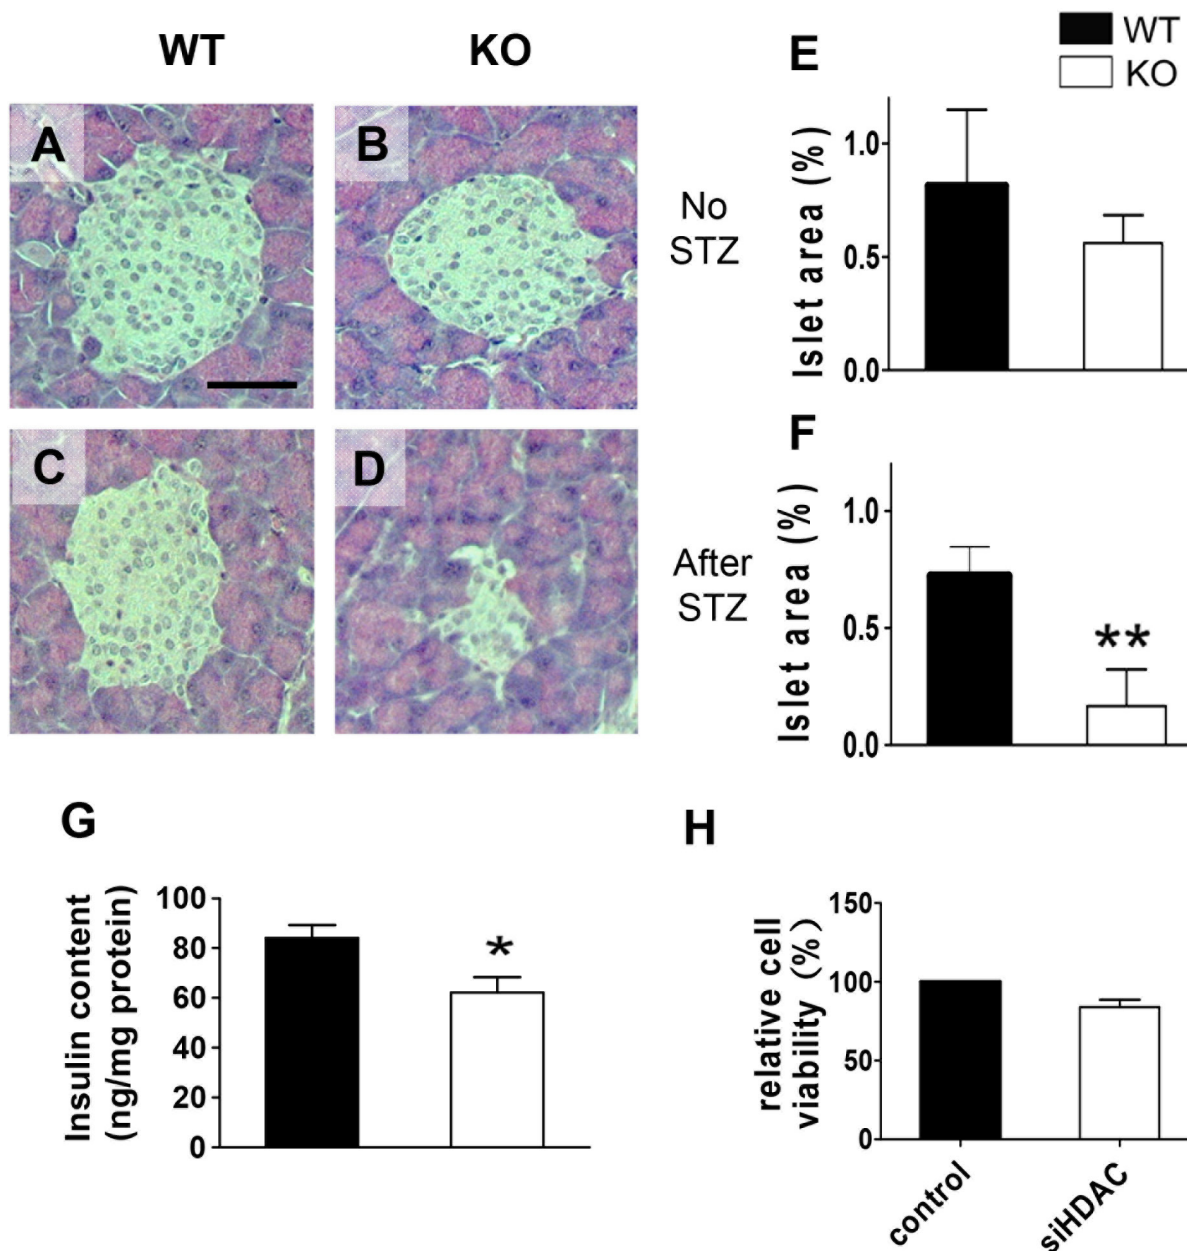 WT
KO
A
B
C
D
No
STZ
After
STZ
E
WT
KO
Islet area (%)
1.0
0.5
0.0
F
Islet area (%)
1.0
0.5
0.0
**
G
Insulin content
(ng/mg protein)
100
80
60
40
20
0
*
H
relative cell
viability (%)
150
100
50
0
control
siHDAC